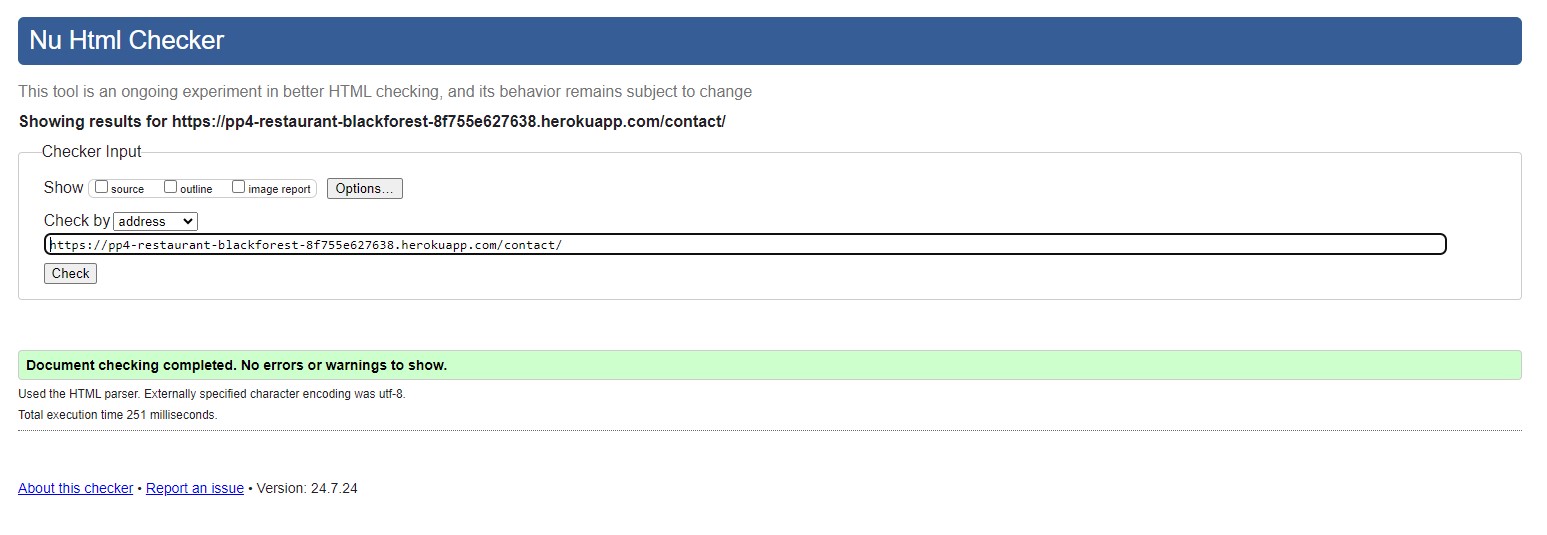 Nu Html Checker
This tool is an ongoing experiment in better HTML checking, and its behavior remains subject to change
Showing results for https://pp4-restaurant-blackforest-8f755e627638.herokuapp.com/contact/
Checker Input
Show source outline image report Options...
Check by address
https://pp4-restaurant-blackforest-8f755e627638.herokuapp.com/contact/
Check
Document checking completed. No errors or warnings to show.
Used the HTML parser. Externally specified character encoding was utf-8.
Total execution time 251 milliseconds.
About this checker • Report an issue • Version: 24.7.24